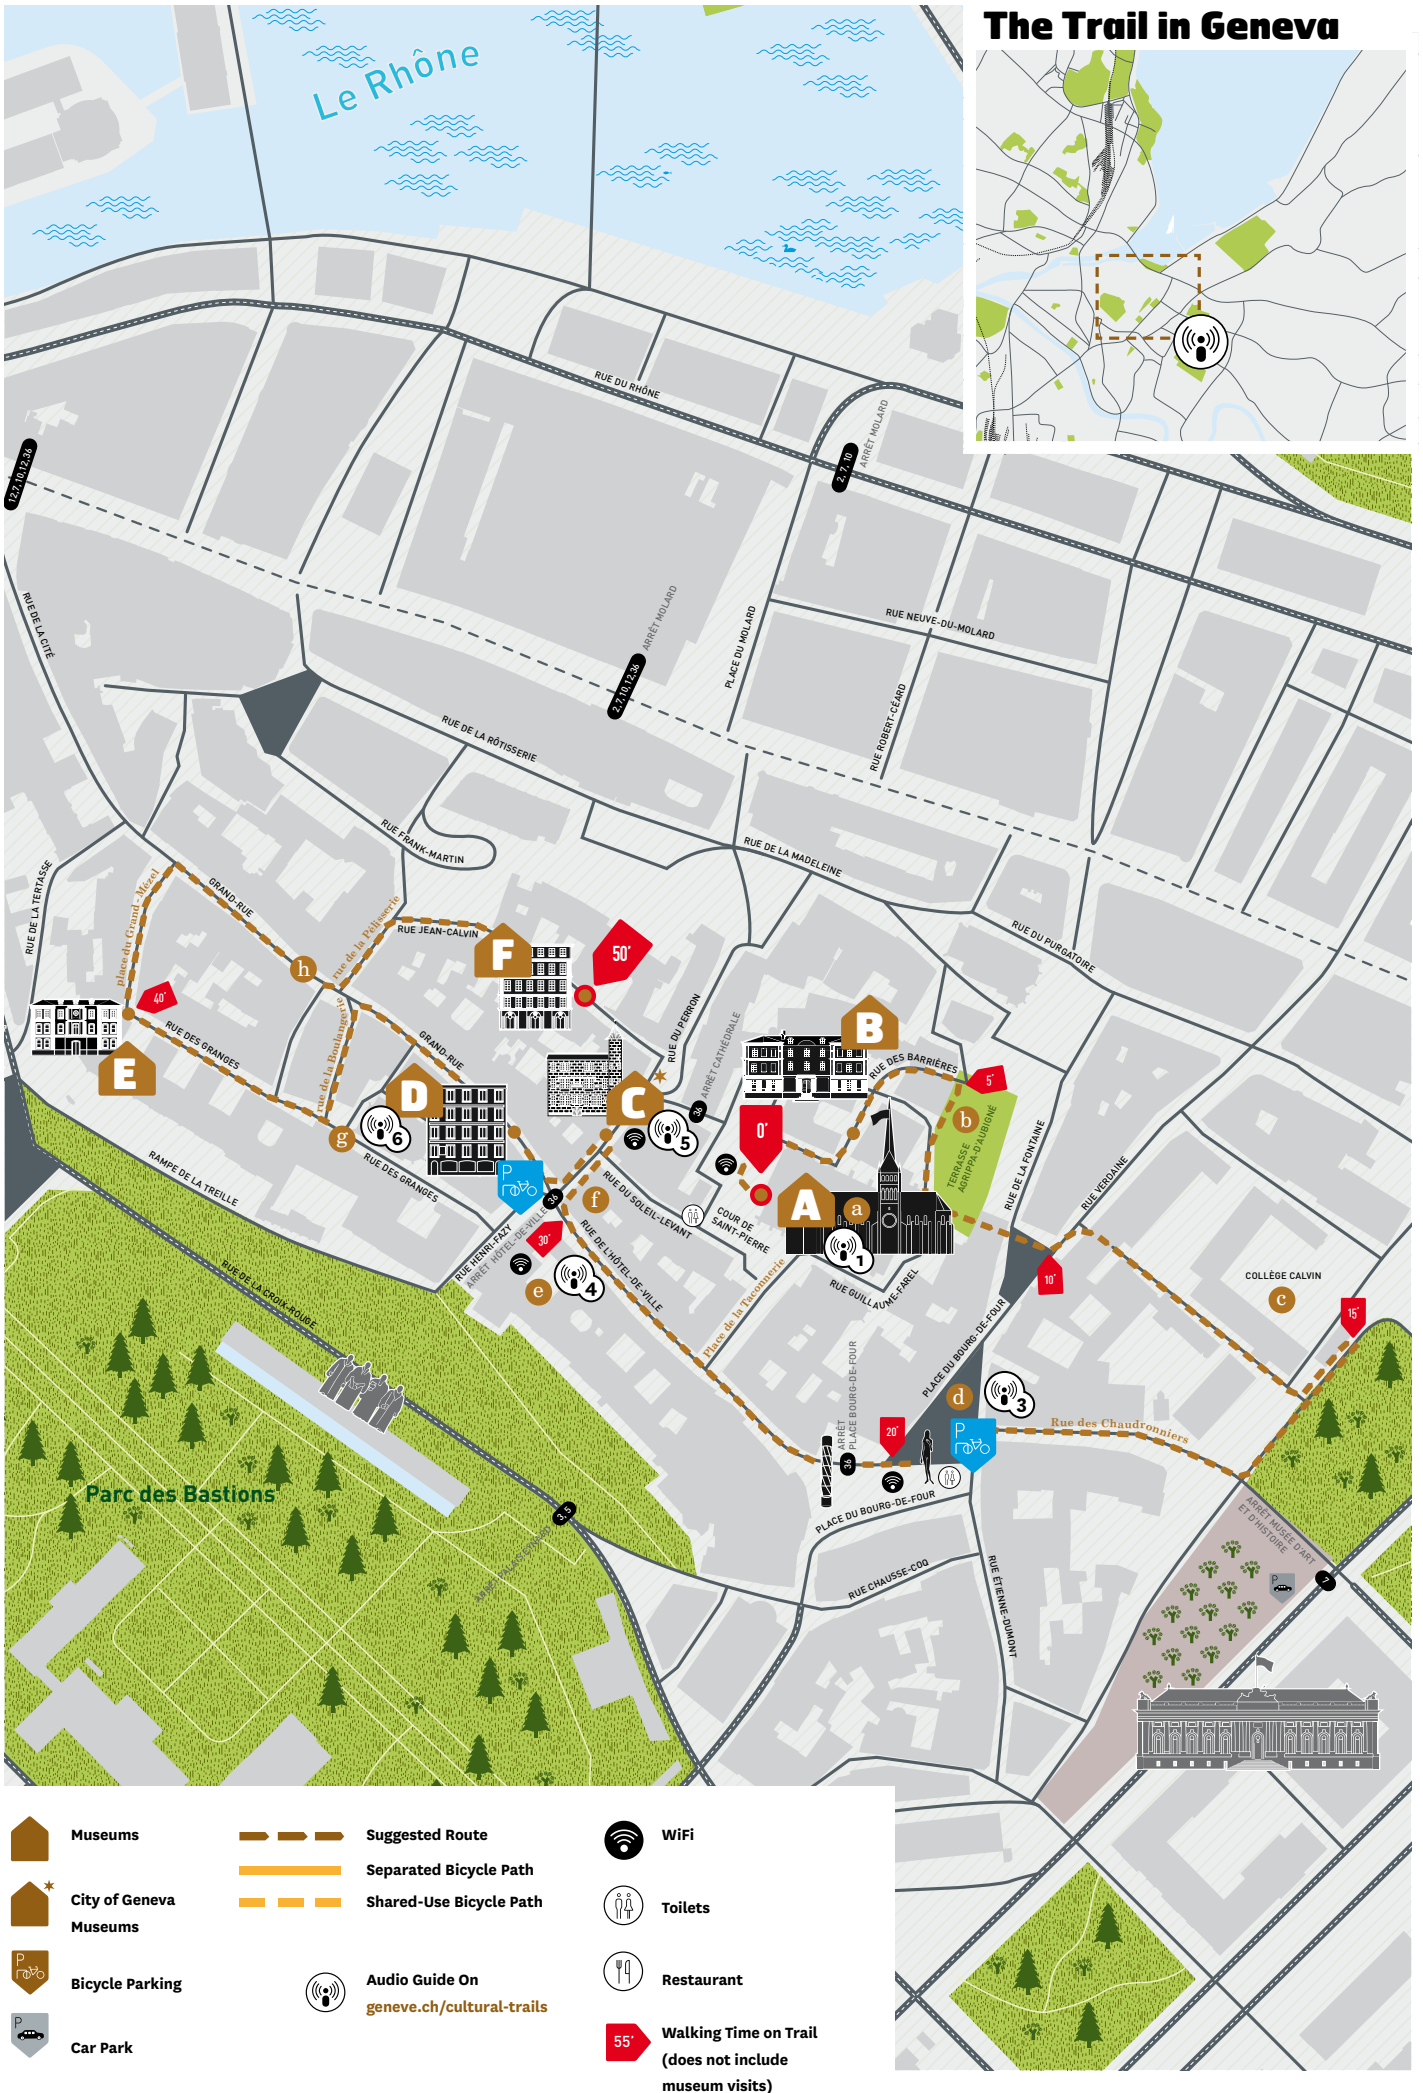 The Trail in Geneva
Le Rhône
RUE DU RHÔNE
ARRÊT MOLARD
2, 7, 10
12,7,10,12,36
ARRÊT MOLARD
2,7,10,12,36
PLACE DU MOLARD
RUE NEUVE-DU-MOLARD
RUE ROBERT-CÉARD
RUE DE LA CITÉ
RUE DE LA RÔTISSERIE
RUE FRANK-MARTIN
RUE DE LA MADELEINE
RUE DU PURGATOIRE
RUE DE LA TERTASSE
place du Grand-Mézel
GRAND-RUE
h
rue de la Pélisserie
RUE JEAN-CALVIN
F
50'
40'
E
RUE DES GRANGES
rue de la Boulangerie
GRAND-RUE
D
g
6
RUE DES GRANGES
RUE DU PERRON
ARRÊT CATHÉDRALE
36
C
5
B
RUE DES BARRIÈRES
5'
b
TERRASSE
AGRIPPA-D'AUBIGNÉ
0'
A
a
1
COUR DE
SAINT-PIERRE
RUE DU SOLEIL-LEVANT
RUE GUILLAUME-FAREL
RUE DE LA FONTAINE
RUE VERDAINE
10'
COLLÈGE CALVIN
c
15'
P
36
f
30'
e
4
RUE HENRI-FAZY
ARRÊT HÔTEL-DE-VILLE
RUE DE L'HÔTEL-DE-VILLE
Place de la Taconnerie
RAMPE DE LA TREILLE
RUE DE LA CROIX-ROUGE
PLACE DU BOURG-DE-FOUR
d
3
P
Rue des Chaudronniers
20'
ARRÊT
PLACE BOURG-DE-FOUR
36
PLACE DU BOURG-DE-FOUR
RUE CHAUSSE-COQ
RUE ÉTIENNE-DUMONT
ARRÊT MUSÉE D'ART
ET D'HISTOIRE
P
7
Parc des Bastions
3, 5
Museums
City of Geneva
Museums
P
Bicycle Parking
P
Car Park
Suggested Route
Separated Bicycle Path
Shared-Use Bicycle Path
Audio Guide On
geneve.ch/cultural-trails
WiFi
Toilets
Restaurant
55'
Walking Time on Trail
(does not include
museum visits)